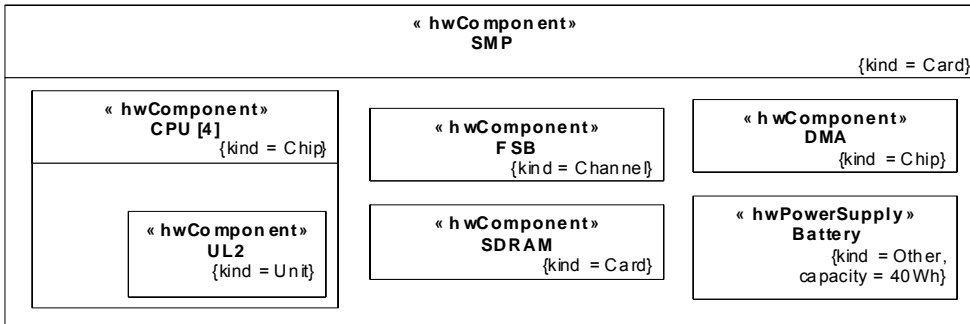 « hwComponent»
SMP
{kind = Card}
« hwComponent»
CPU [4]
{kind = Chip}
« hwComponent»
UL2
{kind = Unit}
« hwComponent»
FSB
{kind = Channel}
« hwComponent»
SDRAM
{kind = Card}
« hwComponent»
DMA
{kind = Chip}
« hwPowerSupply»
Battery
{kind = Other,
capacity = 40Wh}